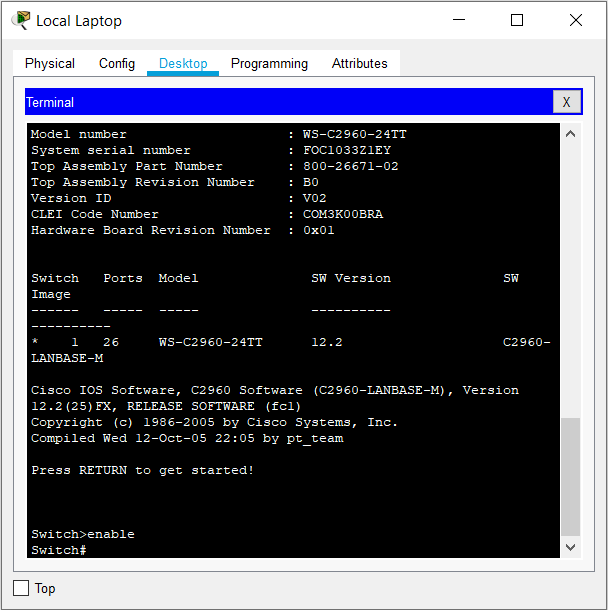 Local Laptop
Physical Config Desktop Programming Attributes
Terminal X
Model number                    : WS-C2960-24TT
System serial number            : FOC1033Z1EY
Top Assembly Part Number        : 800-26671-02
Top Assembly Revision Number    : B0
Version ID                      : V02
CLEI Code Number                : COM3K00BRA
Hardware Board Revision Number  : 0x01
Switch   Ports  Model              SW Version              SW
Image
------   -----  -----              ----------
----------
*    1   26     WS-C2960-24TT      12.2                    C2960-
LANBASE-M
Cisco IOS Software, C2960 Software (C2960-LANBASE-M), Version
12.2(25)FX, RELEASE SOFTWARE (fc1)
Copyright (c) 1986-2005 by Cisco Systems, Inc.
Compiled Wed 12-Oct-05 22:05 by pt_team
Press RETURN to get started!
Switch>enable
Switch#
Top